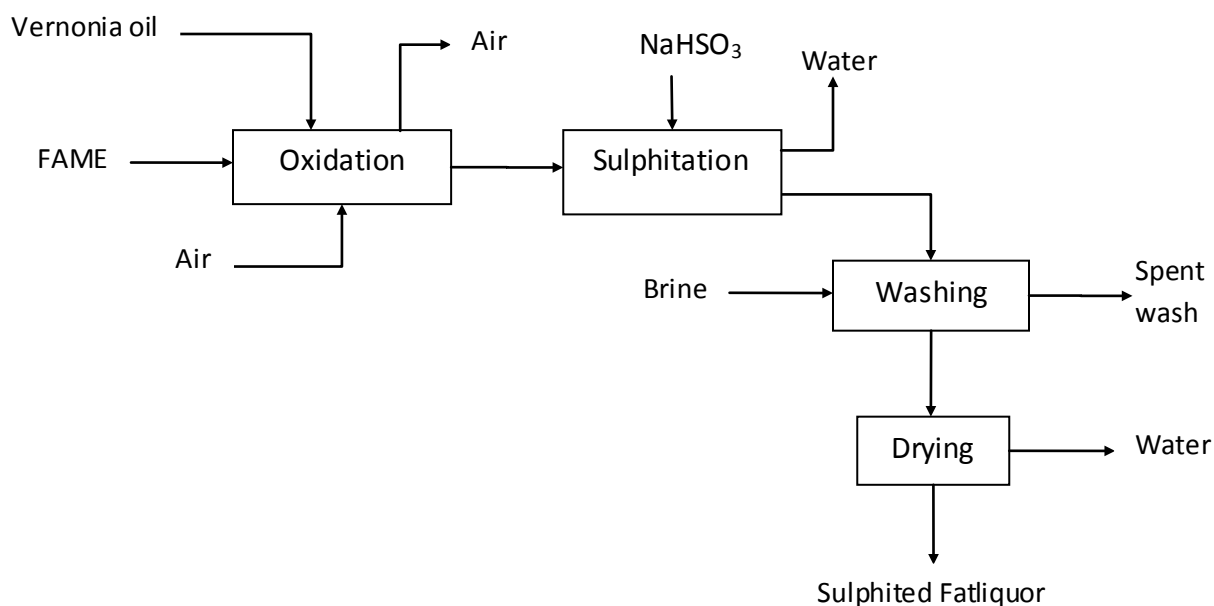 Vernonia oil
Air
NaHSO₃
Water
FAME
Oxidation
Sulphitation
Air
Brine
Washing
Spent
wash
Drying
Water
Sulphited Fatliquor